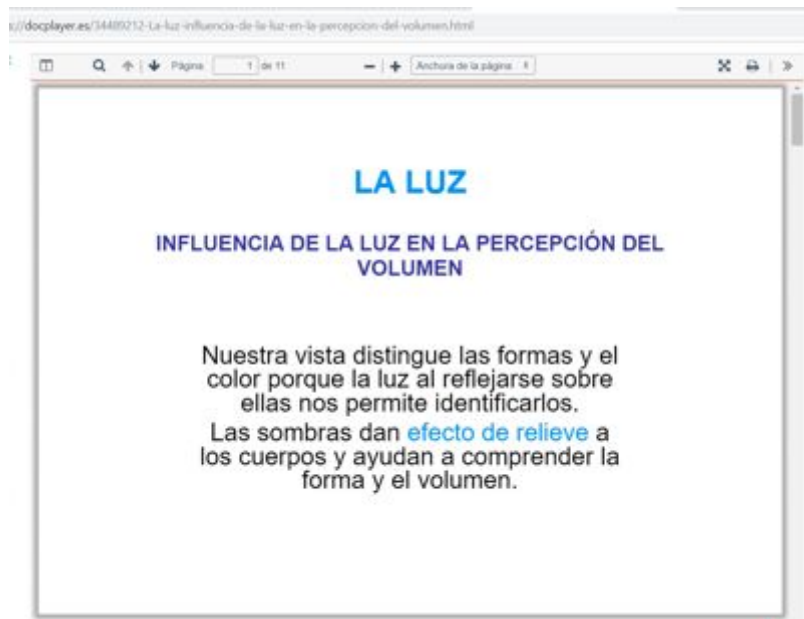 ://docplayer.es/34489212-La-luz-influencia-de-la-luz-en-la-percepcion-del-volumen.html
Página: 1 de 11 Anchura de la página
LA LUZ
INFLUENCIA DE LA LUZ EN LA PERCEPCIÓN DEL
VOLUMEN
Nuestra vista distingue las formas y el
color porque la luz al reflejarse sobre
ellas nos permite identificarlos.
Las sombras dan efecto de relieve a
los cuerpos y ayudan a comprender la
forma y el volumen.